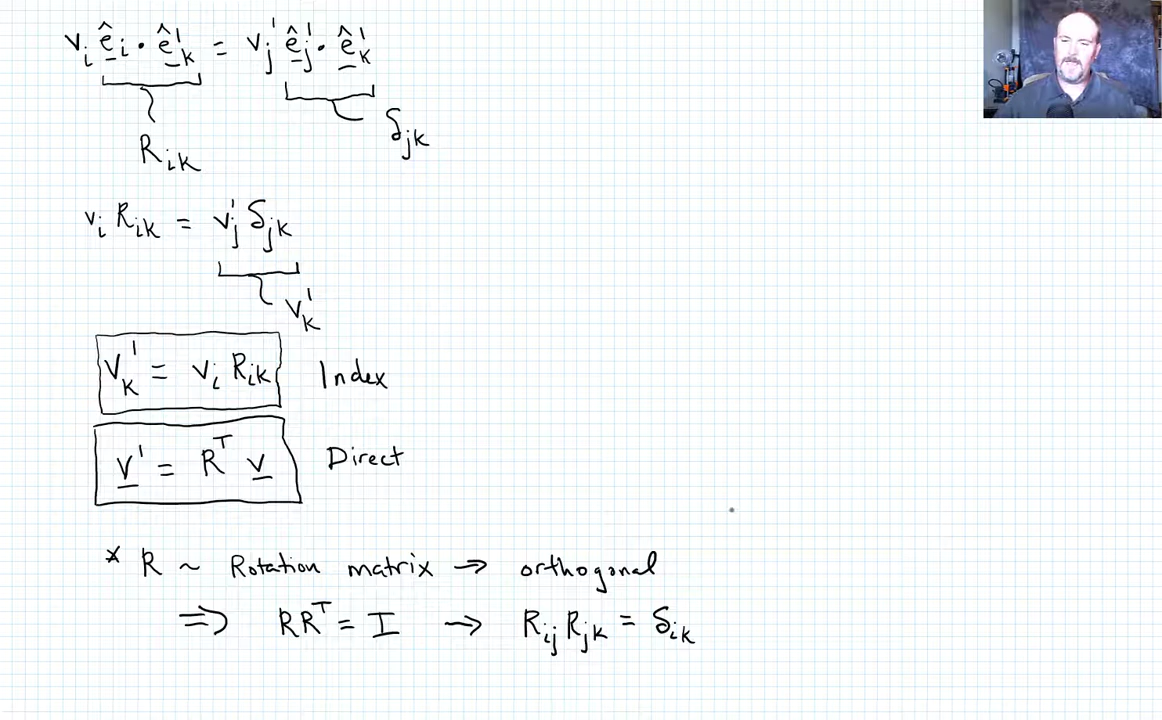 v_i ê_i · ê'_k = v'_j ê'_j · ê'_k
R_ik
δ_jk
v_i R_ik = v'_j δ_jk
v'_k
v'_k = v_i R_ik Index
v' = R^T v Direct
* R ~ Rotation matrix → orthogonal
⇒ RR^T = I → R_ij R_jk = δ_ik